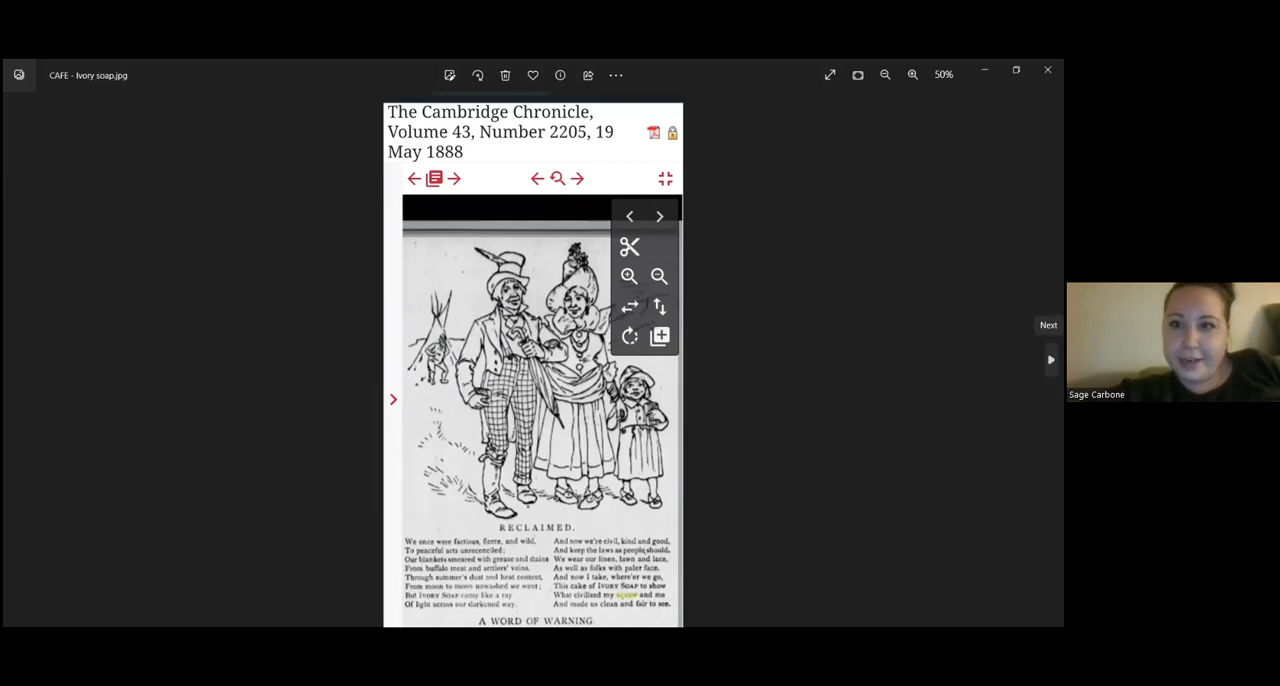 CAFE - Ivory soap.jpg
50%
The Cambridge Chronicle,
Volume 43, Number 2205, 19
May 1888
Next
Sage Carbone
RECLAIMED.
We once were factious, fierce, and wild,
To peaceful arts unreconciled;
Our blankets smeared with grease and stains
From buffalo meat and settlers' veins.
Through summer's dust and heat content,
From moon to moon unwashed we went;
But IVORY SOAP came like a ray
Of light across our darkened way.
And now we're civil, kind and good,
And keep the laws as people should,
We wear our linen, lawn and lace,
As well as folks with paler face.
And now I take, where'er we go,
This cake of IVORY SOAP to show
What civilized my squaw and me
And made us clean and fair to see.
A WORD OF WARNING.